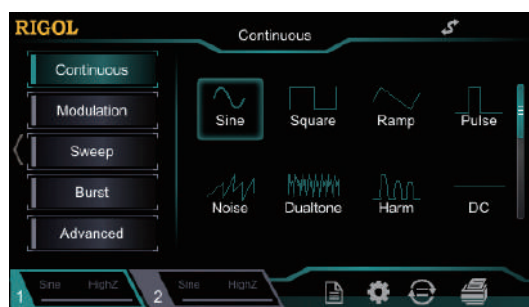 RIGOL
Continuous
Continuous
Modulation
Sweep
Burst
Advanced
Sine Square Ramp Pulse
Noise Dualtone Harm DC
1 Sine HighZ 2 Sine HighZ